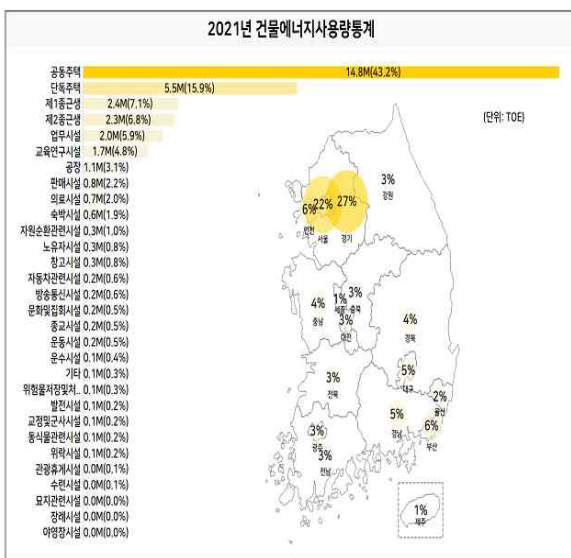 2021년 건물에너지사용량통계
공동주택 14.8M(43.2%)
단독주택 5.5M(15.9%)
제1종근생 2.4M(7.1%)
제2종근생 2.3M(6.8%)
업무시설 2.0M(5.9%)
교육연구시설 1.7M(4.8%)
공장 1.1M(3.1%)
판매시설 0.8M(2.2%)
의료시설 0.7M(2.0%)
숙박시설 0.6M(1.9%)
자원순환관련시설 0.3M(1.0%)
노유자시설 0.3M(0.8%)
창고시설 0.3M(0.8%)
자동차관련시설 0.2M(0.6%)
방송통신시설 0.2M(0.6%)
문화및집회시설 0.2M(0.5%)
종교시설 0.2M(0.5%)
운동시설 0.2M(0.5%)
운수시설 0.1M(0.4%)
기타 0.1M(0.3%)
위험물저장및처.. 0.1M(0.3%)
발전시설 0.1M(0.2%)
교정및군사시설 0.1M(0.2%)
동식물관련시설 0.1M(0.2%)
위락시설 0.1M(0.2%)
관광휴게시설 0.0M(0.1%)
수련시설 0.0M(0.1%)
묘지관련시설 0.0M(0.0%)
장례시설 0.0M(0.0%)
야영장시설 0.0M(0.0%)
(단위: TOE)
3%
강원
6%
인천
22%
서울
27%
경기
4%
충남
1%
세종
3%
충북
3%
대전
4%
경북
5%
대구
3%
전북
2%
울산
5%
경남
6%
부산
3%
광주
3%
전남
1%
제주